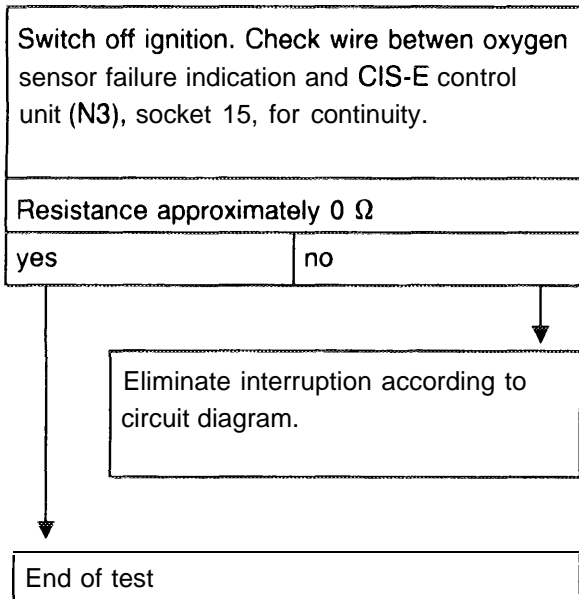 Switch off ignition. Check wire betwen oxygen
sensor failure indication and CIS-E control
unit (N3), socket 15, for continuity.
Resistance approximately 0 Ω
yes
no
Eliminate interruption according to
circuit diagram.
End of test